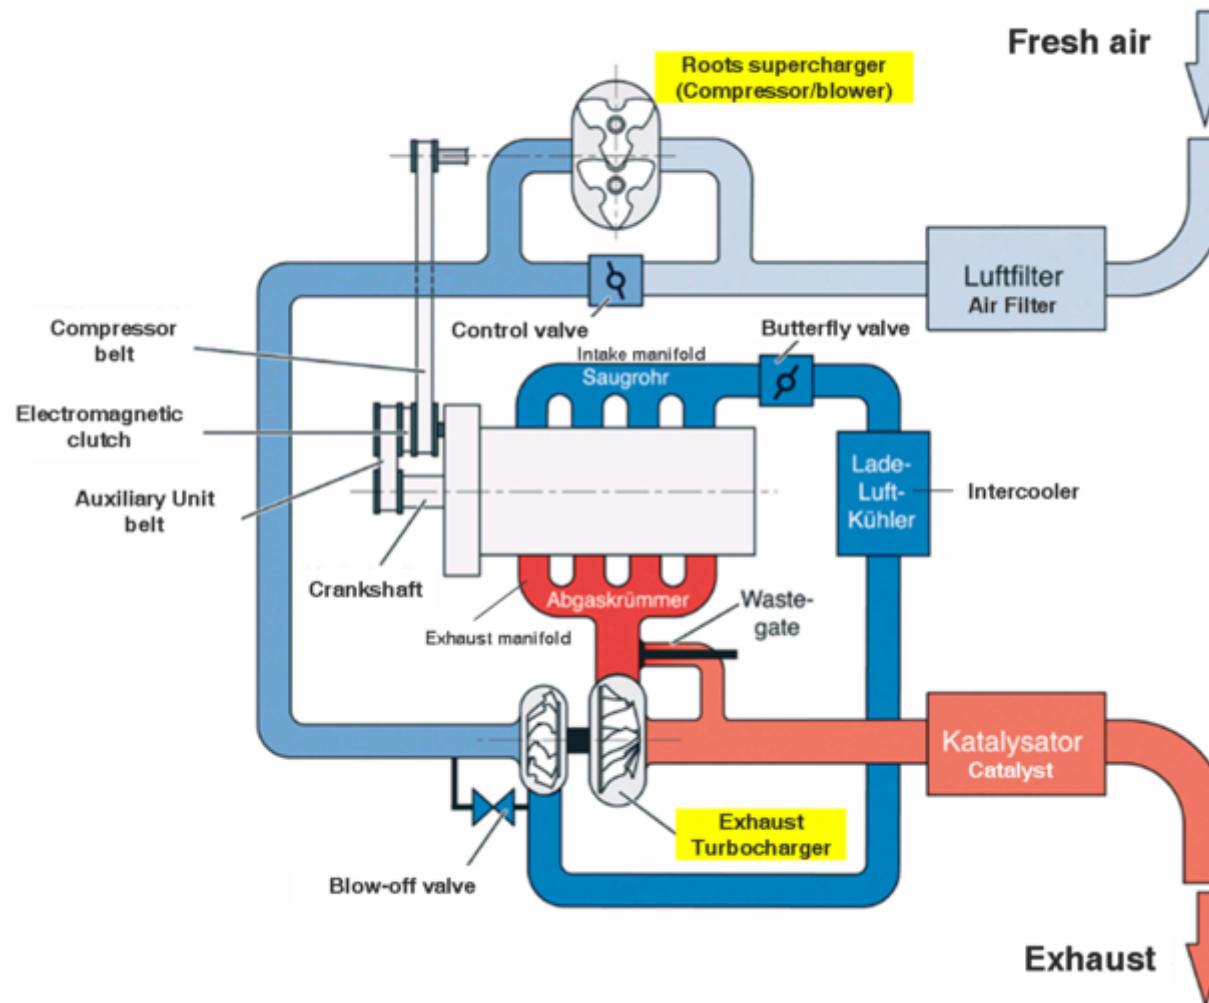 Fresh air
Roots supercharger
(Compressor/blower)
Luftfilter
Air Filter
Compressor
belt
Control valve
Butterfly valve
Intake manifold
Saugrohr
Electromagnetic
clutch
Lade-
Luft-
Kühler
Intercooler
Auxiliary Unit
belt
Crankshaft
Abgaskrümmer
Exhaust manifold
Waste-
gate
Katalysator
Catalyst
Exhaust
Turbocharger
Blow-off valve
Exhaust